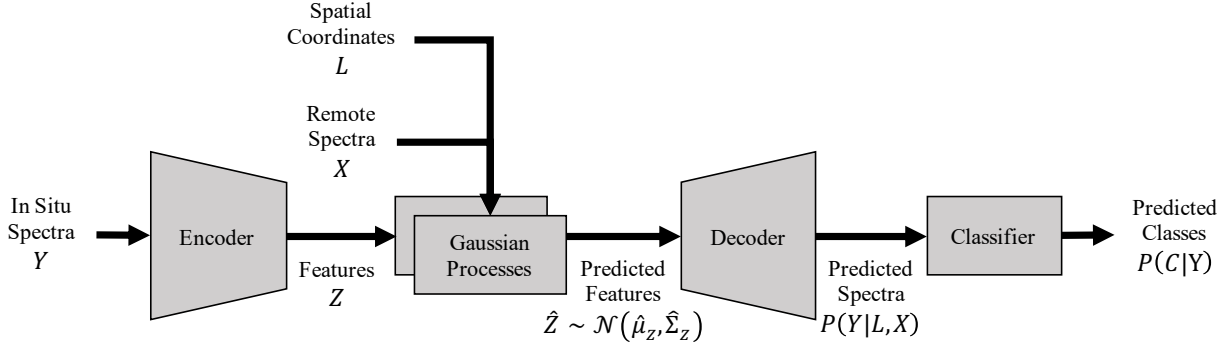 Spatial
Coordinates
L
Remote
Spectra
X
In Situ
Spectra
Y
Encoder
Features
Z
Gaussian
Processes
Predicted
Features
Ẑ ~ 𝒩(μ̂_Z, Σ̂_Z)
Decoder
Predicted
Spectra
P(Y|L, X)
Classifier
Predicted
Classes
P(C|Y)